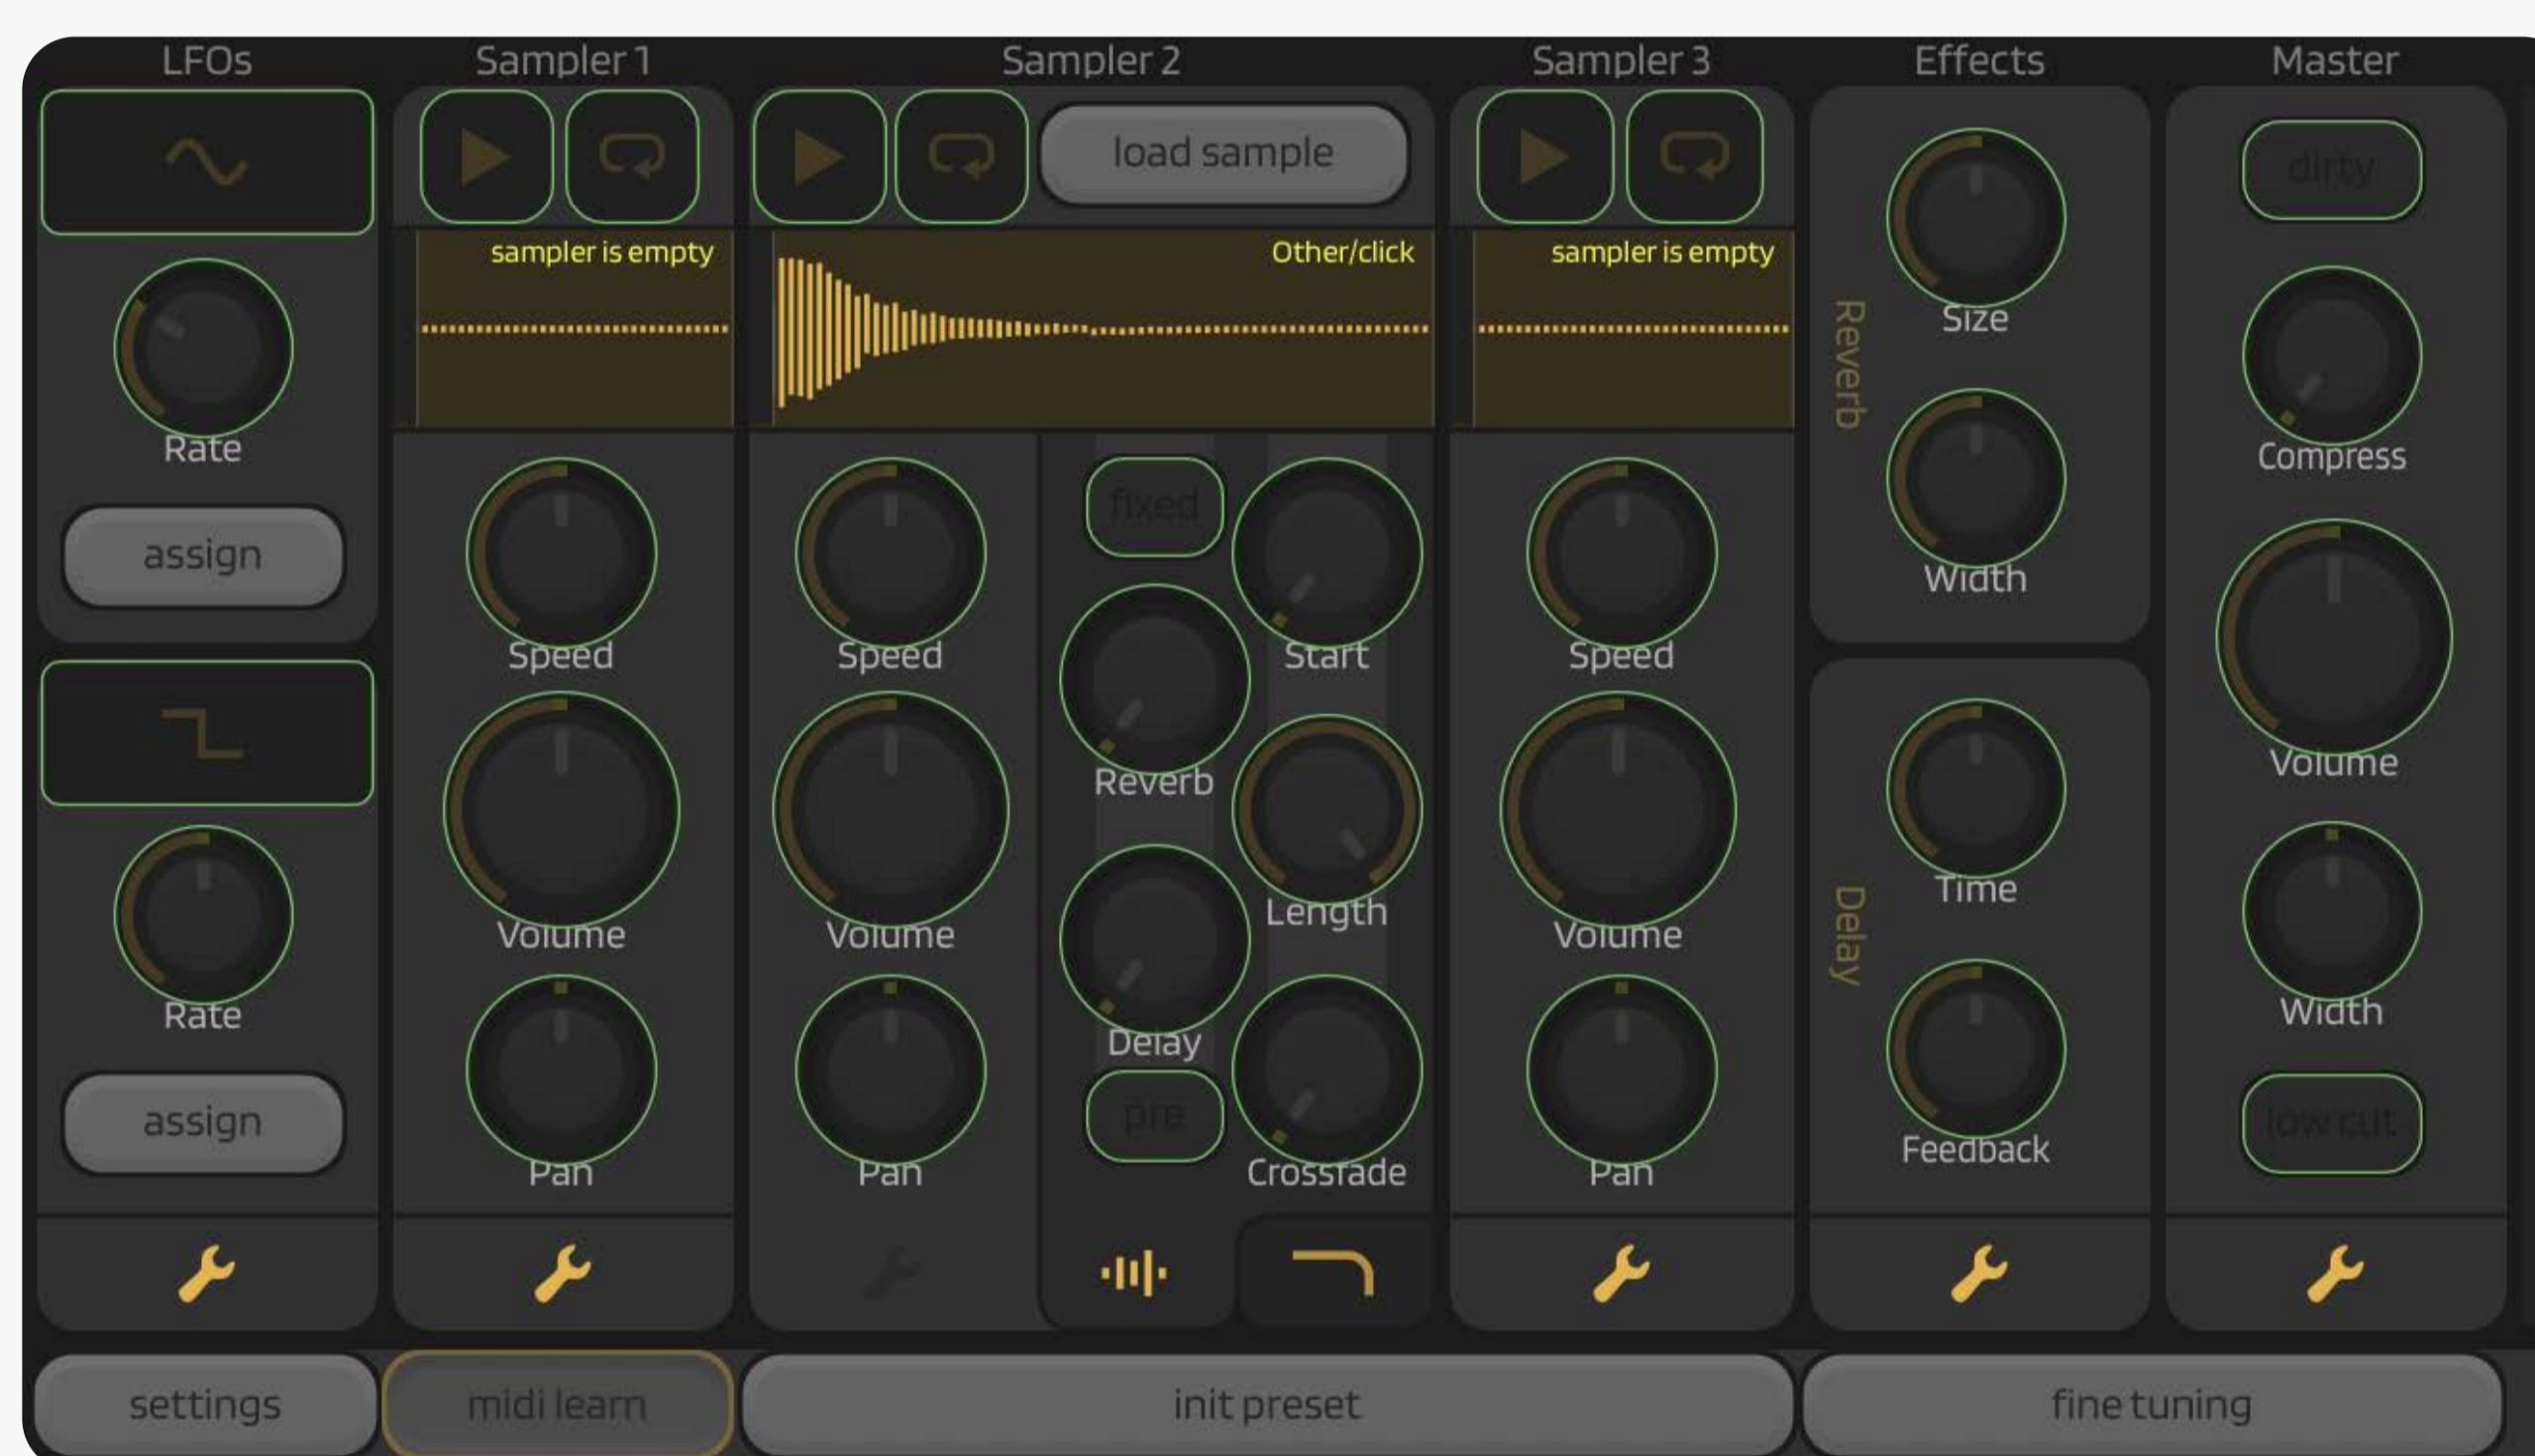 LFOs
Sampler 1
Sampler 2
Sampler 3
Effects
Master
Rate
assign
Rate
assign
sampler is empty
Speed
Volume
Pan
load sample
Other/click
Speed
Volume
Pan
fixed
Reverb
Delay
pre
Start
Length
Crossfade
sampler is empty
Speed
Volume
Pan
Reverb
Size
Width
Delay
Time
Feedback
dirty
Compress
Volume
Width
low cut
settings
midi learn
init preset
fine tuning